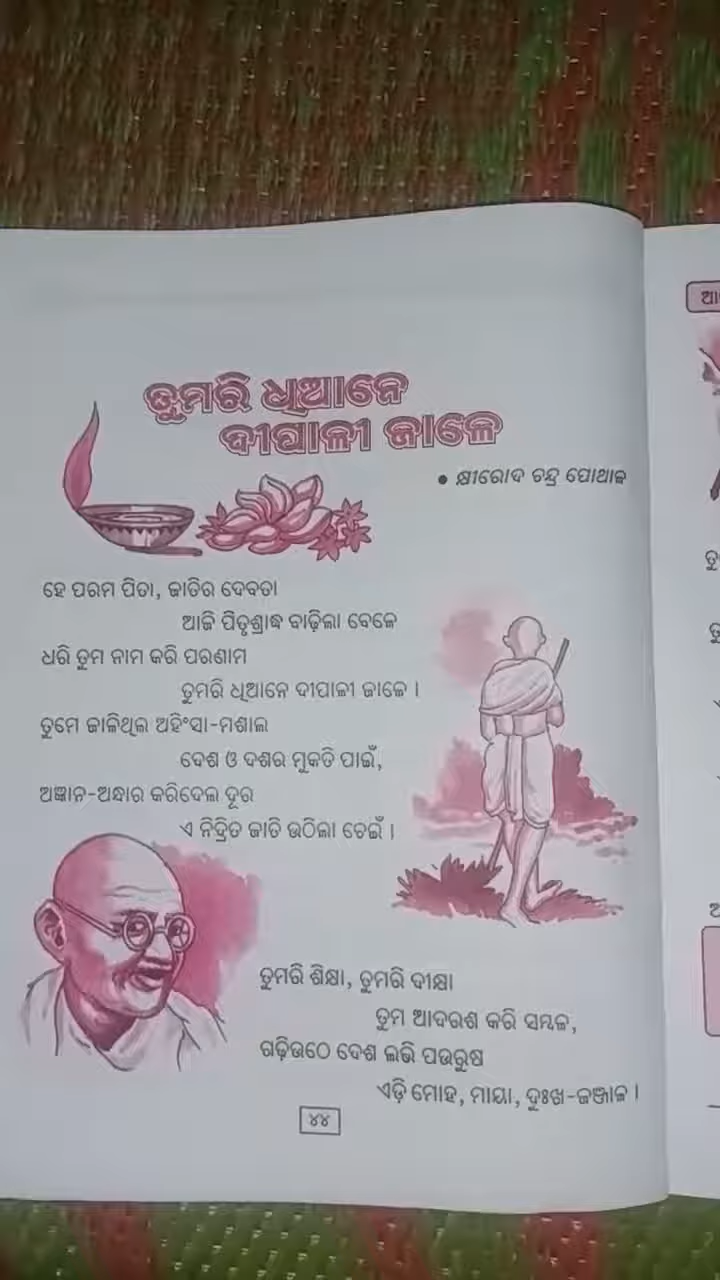 ତୁମରି ଧିଆନେ
ଦୀପାଳୀ ଜାଳେ
• କ୍ଷୀରୋଦ ଚନ୍ଦ୍ର ପୋଥାଳ
ହେ ପରମ ପିତା, ଜାତିର ଦେବତା
ଆଜି ପିତୃଶ୍ରାଦ୍ଧ ବାଢ଼ିଲା ବେଳେ
ଧରି ତୁମ ନାମ କରି ପରଣାମ
ତୁମରି ଧିଆନେ ଦୀପାଳୀ ଜାଳେ ।
ତୁମେ ଜାଳିଥିଲ ଅହିଂସା-ମଶାଲ
ଦେଶ ଓ ଦଶର ମୁକତି ପାଇଁ,
ଅଜ୍ଞାନ-ଅନ୍ଧାର କରିଦେଲ ଦୂର
ଏ ନିଦ୍ରିତ ଜାତି ଉଠିଲା ଚେଇଁ ।
ତୁମରି ଶିକ୍ଷା, ତୁମରି ଦୀକ୍ଷା
ତୁମ ଆଦରଶ କରି ସମ୍ଭଳ,
ଗଢ଼ିଉଠେ ଦେଶ ଲଭି ପଉରୁଷ
ଏଡ଼ି ମୋହ, ମାୟା, ଦୁଃଖ-ଜଞ୍ଜାଳ ।
୪୪